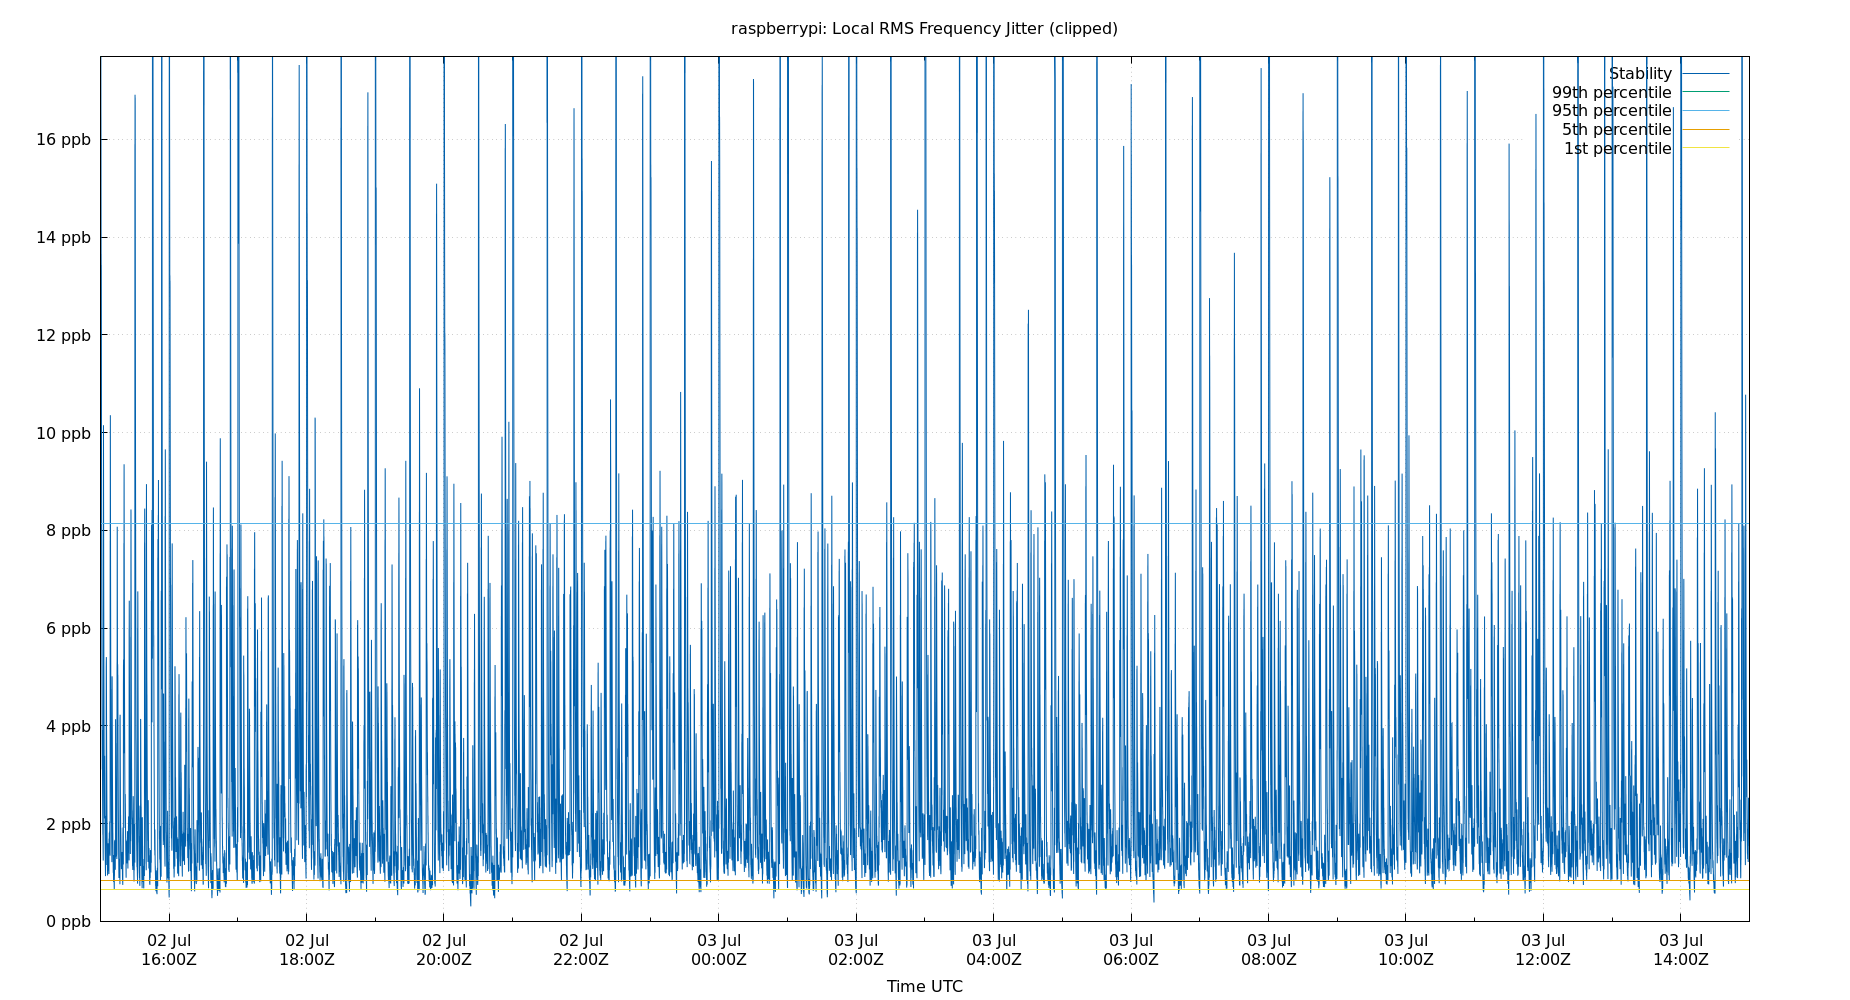 raspberrypi: Local RMS Frequency Jitter (clipped)
Stability
99th percentile
95th percentile
5th percentile
1st percentile
16 ppb
14 ppb
12 ppb
10 ppb
8 ppb
6 ppb
4 ppb
2 ppb
0 ppb
02 Jul 02 Jul 02 Jul 02 Jul 03 Jul 03 Jul 03 Jul 03 Jul 03 Jul 03 Jul 03 Jul 03 Jul
16:00Z 18:00Z 20:00Z 22:00Z 00:00Z 02:00Z 04:00Z 06:00Z 08:00Z 10:00Z 12:00Z 14:00Z
Time UTC